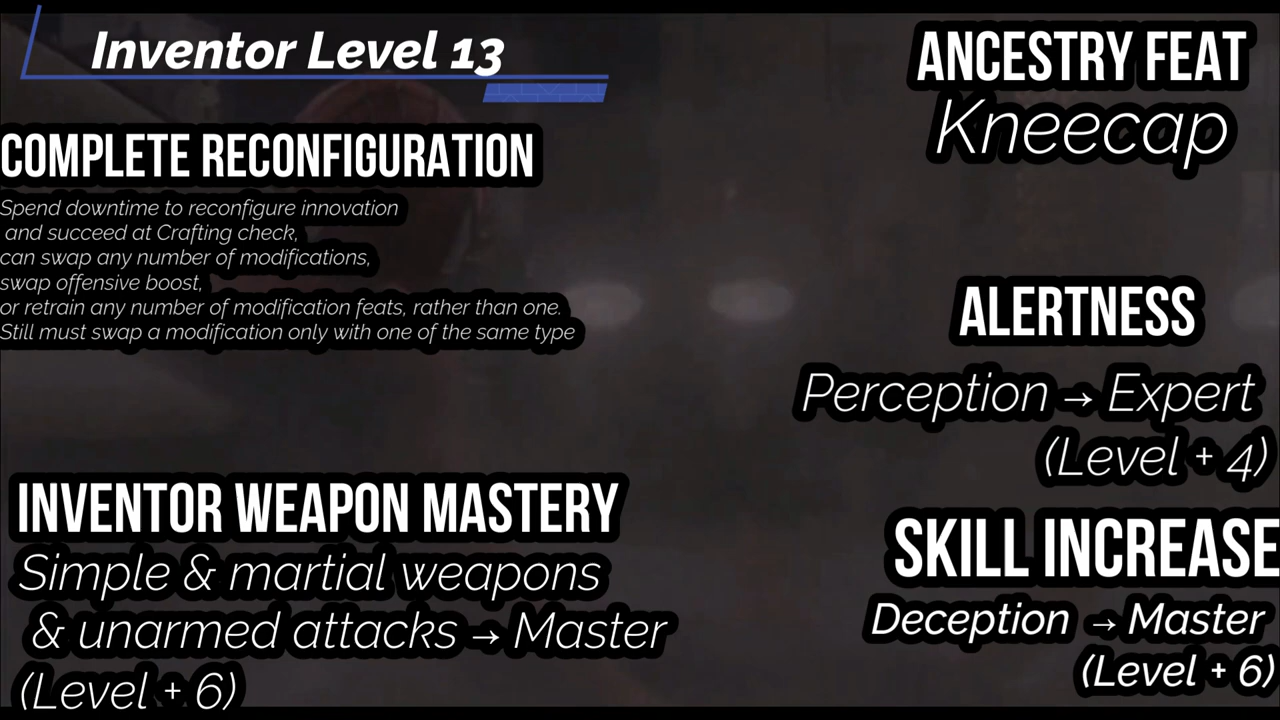 Inventor Level 13
COMPLETE RECONFIGURATION
Spend downtime to reconfigure innovation
and succeed at Crafting check,
can swap any number of modifications,
swap offensive boost,
or retrain any number of modification feats, rather than one.
Still must swap a modification only with one of the same type
INVENTOR WEAPON MASTERY
Simple & martial weapons
& unarmed attacks → Master
(Level + 6)
ANCESTRY FEAT
Kneecap
ALERTNESS
Perception → Expert
(Level + 4)
SKILL INCREASE
Deception → Master
(Level + 6)